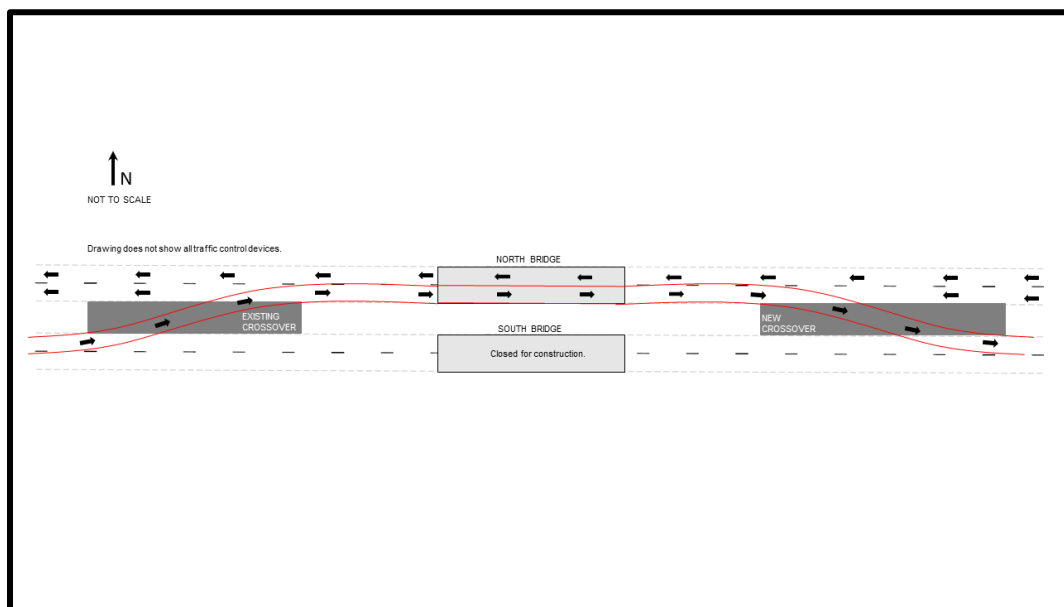 N
NOT TO SCALE
Drawing does not show all traffic control devices.
NORTH BRIDGE
EXISTING
CROSSOVER
NEW
CROSSOVER
SOUTH BRIDGE
Closed for construction.